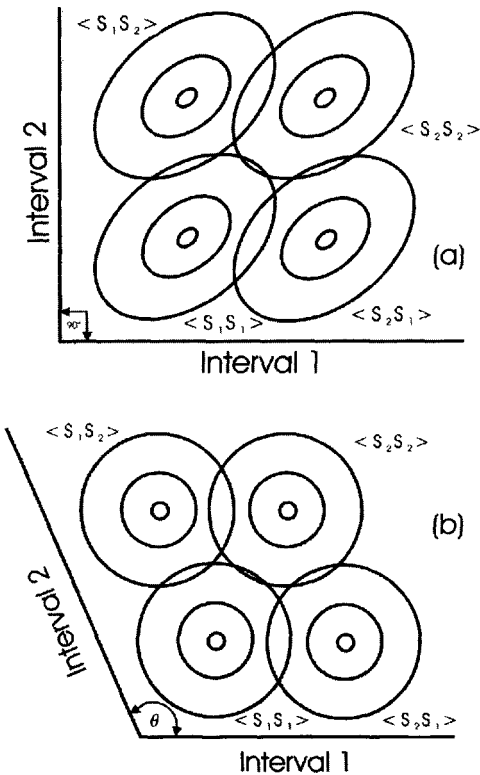 < S₁S₂ >
Interval 2
< S₂S₂ >
(a)
90°
< S₁S₁ >
< S₂S₁ >
Interval 1
< S₁S₂ >
< S₂S₂ >
(b)
Interval 2
θ
< S₁S₁ >
< S₂S₁ >
Interval 1